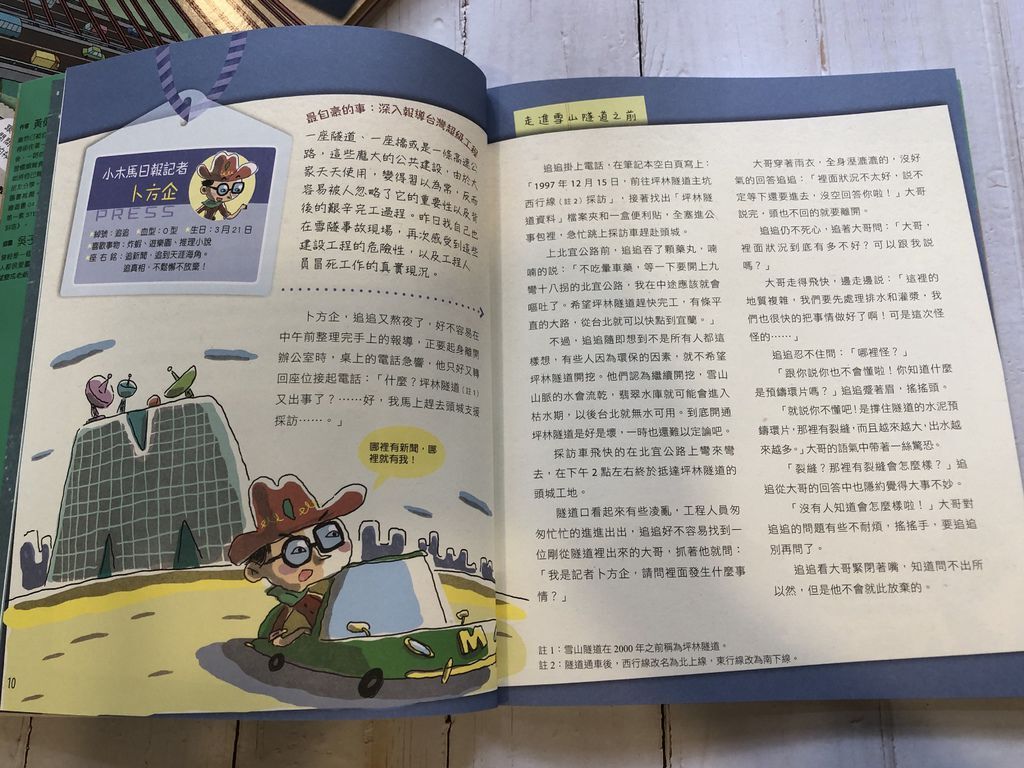 小木馬日報記者
卜方企
PRESS
綽號：追追 血型：O型 生日：3月21日
喜歡事物：炸蝦、遊樂園、推理小說
座右銘：追新聞，追到天涯海角。
追真相，不鬆懈不放棄！
最自豪的事：深入報導台灣超級工程
一座隧道、一座橋或是一條高速公
路，這些龐大的公共建設，由於大
家天天使用，變得習以為常，反而
容易被人忽略了它的重要性以及背
後的艱辛完工過程。昨日我自己也
在雪隧事故現場，再次感受到這些
建設工程的危險性，以及工程人
員冒死工作的真實現況。
卜方企，追追又熬夜了，好不容易在
中午前整理完手上的報導，正要起身離開
辦公室時，桌上的電話急響，他只好又轉
回座位接起電話：「什麼？坪林隧道（註1）
又出事了？……好，我馬上趕去頭城支援
採訪……。」
哪裡有新聞，哪
裡就有我！
M
10
走進雪山隧道之前
追追掛上電話，在筆記本空白頁寫上：
「1997 年 12 月 15 日，前往坪林隧道主坑
西行線（註2）採訪」，接著找出「坪林隧
道資料」檔案夾和一盒便利貼，全塞進公
事包裡，急忙跳上採訪車趕去頭城。
上北宜公路前，追追吞了顆藥丸，喃
喃的說：「不吃暈車藥，等一下要開上九
彎十八拐的北宜公路，我在中途應該就會
嘔吐了。希望坪林隧道趕快完工，有條平
直的大路，從台北就可以快點到宜蘭。」
不過，追追隨即想到不是所有人都這
樣想，有些人因為環保的因素，就不希望
坪林隧道開挖。他們認為繼續開挖，雪山
山脈的水會流乾，翡翠水庫就可能會進入
枯水期，以後台北就無水可用。到底開通
坪林隧道是好是壞，一時也還難以定論吧。
採訪車飛快的在北宜公路上彎來彎
去，在下午 2 點左右終於抵達坪林隧道的
頭城工地。
隧道口看起來有些凌亂，工程人員匆
匆忙忙的進進出出，追追好不容易找到一
位剛從隧道裡出來的大哥，抓著他就問：
「我是記者卜方企，請問裡面發生什麼事
情？」
大哥穿著雨衣，全身溼漉漉的，沒好
氣的回答追追：「裡面狀況不太好，說不
定等下還要進去，沒空回答你啦！」大哥
說完，頭也不回的就要離開。
追追仍不死心，追著大哥問：「大哥，
裡面狀況到底有多不好？可以跟我說
嗎？」
大哥走得飛快，邊走邊說：「這裡的
地質複雜，我們要先處理排水和灌漿，我
們也很快的把事情做好了啊！可是這次怪
怪的……」
追追忍不住問：「哪裡怪？」
「跟你說你也不會懂啦！你知道什麼
是預鑄環片嗎？」追追蹙著眉，搖搖頭。
「就說你不懂吧！是撐住隧道的水泥預
鑄環片，那裡有裂縫，而且越來越大，出水越
來越多。」大哥的語氣中帶著一絲驚恐。
「裂縫？那裡有裂縫會怎麼樣？」追
追從大哥的回答中也隱約覺得大事不妙。
「沒有人知道會怎麼樣啦！」大哥對
追追的問題有些不耐煩，搖搖手，要追追
別再問了。
追追看大哥緊閉著嘴，知道問不出所
以然，但是他不會就此放棄的。
註 1：雪山隧道在 2000 年之前稱為坪林隧道。
註 2：隧道通車後，西行線改名為北上線，東行線改為南下線。